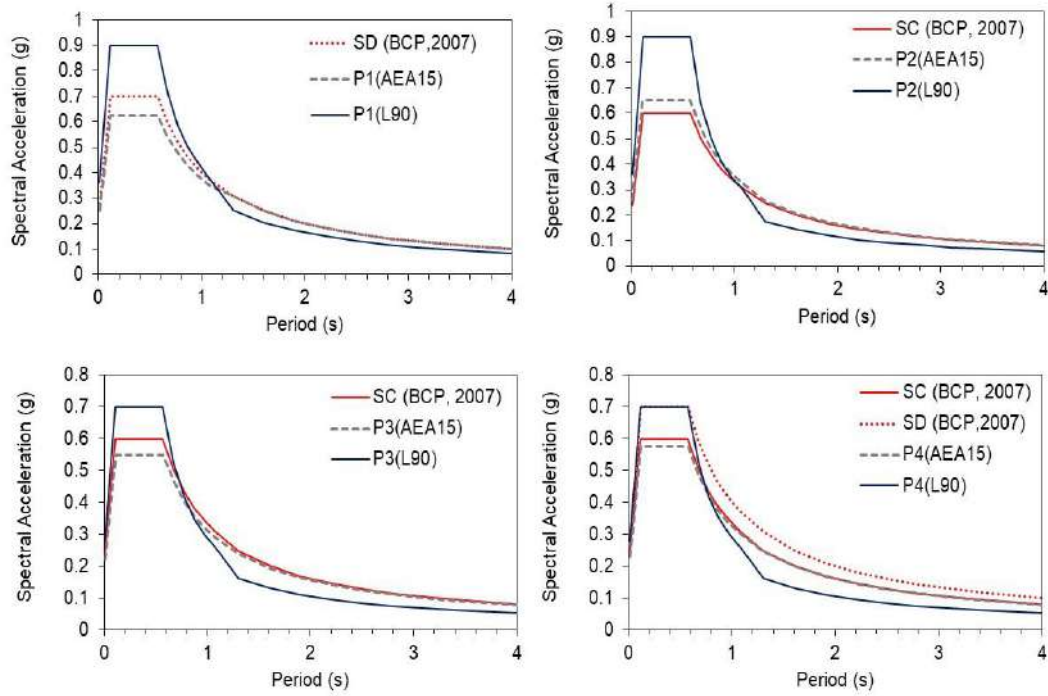 Spectral Acceleration (g)
1
0.9
0.8
0.7
0.6
0.5
0.4
0.3
0.2
0.1
0
0 1 2 3 4
Period (s)
SD (BCP,2007)
P1(AEA15)
P1(L90)
Spectral Acceleration (g)
1
0.9
0.8
0.7
0.6
0.5
0.4
0.3
0.2
0.1
0
0 1 2 3 4
Period (s)
SC (BCP, 2007)
P2(AEA15)
P2(L90)
Spectral Acceleration (g)
0.8
0.7
0.6
0.5
0.4
0.3
0.2
0.1
0
0 1 2 3 4
Period (s)
SC (BCP, 2007)
P3(AEA15)
P3(L90)
Spectral Acceleration (g)
0.8
0.7
0.6
0.5
0.4
0.3
0.2
0.1
0
0 1 2 3 4
Period (s)
SC (BCP, 2007)
SD (BCP,2007)
P4(AEA15)
P4(L90)